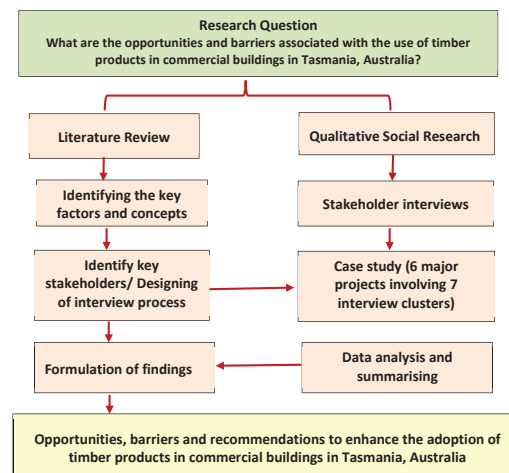 Research Question
What are the opportunities and barriers associated with the use of timber
products in commercial buildings in Tasmania, Australia?
Literature Review
Qualitative Social Research
Identifying the key
factors and concepts
Stakeholder interviews
Identify key
stakeholders/ Designing
of interview process
Case study (6 major
projects involving 7
interview clusters)
Formulation of findings
Data analysis and
summarising
Opportunities, barriers and recommendations to enhance the adoption of
timber products in commercial buildings in Tasmania, Australia